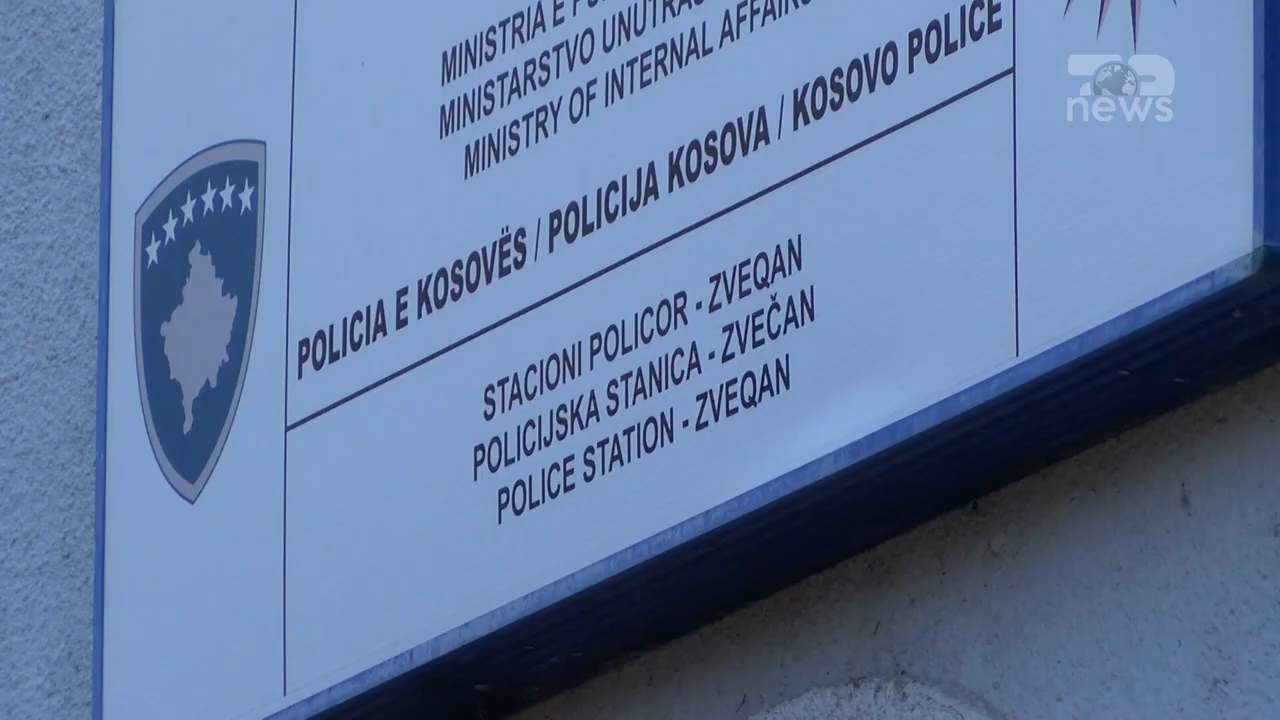 MINISTRIA E
MINISTARSTVO
MINISTRY OF INTERNAL AFFAIRS
POLICIA E KOSOVËS / POLICIJA KOSOVA / KOSOVO POLICE
STACIONI POLICOR - ZVEQAN
POLICIJSKA STANICA - ZVEČAN
POLICE STATION - ZVEQAN
news